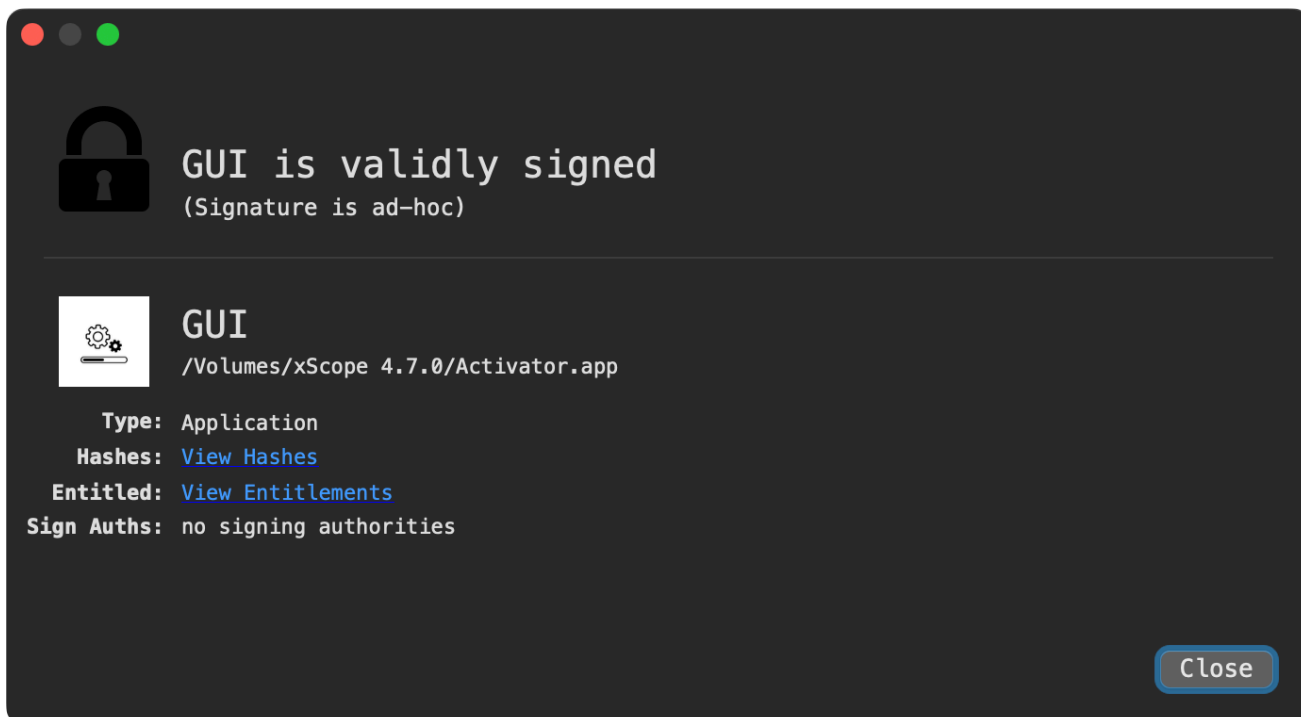 GUI is validly signed
(Signature is ad-hoc)
GUI
/Volumes/xScope 4.7.0/Activator.app
Type: Application
Hashes: View Hashes
Entitled: View Entitlements
Sign Auths: no signing authorities
Close